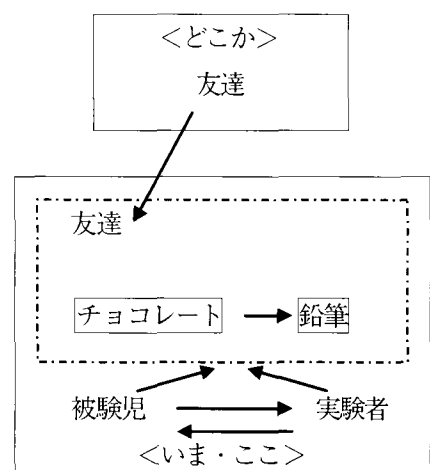 <どこか>
友達
友達
チョコレート 鉛筆
被験児 実験者
<いま・ここ>